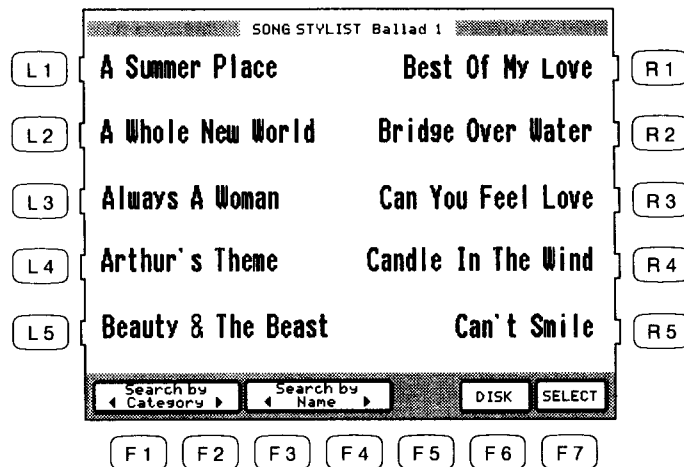 SONG STYLIST Ballad 1
L1 A Summer Place Best Of My Love R1
L2 A Whole New World Bridge Over Water R2
L3 Always A Woman Can You Feel Love R3
L4 Arthur's Theme Candle In The Wind R4
L5 Beauty & The Beast Can't Smile R5
Search by Search by
◀ Category ▶ ◀ Name ▶ DISK SELECT
F1 F2 F3 F4 F5 F6 F7